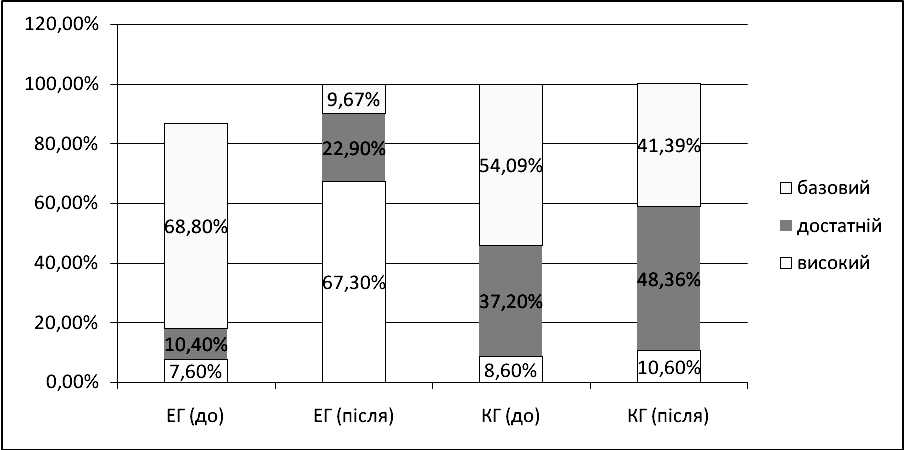 120,00%
100,00%
80,00%
60,00%
40,00%
20,00%
0,00%
68,80%
10,40%
7,60%
9,67%
22,90%
67,30%
54,09%
37,20%
8,60%
41,39%
48,36%
10,60%
ЕГ (до)
ЕГ (після)
КГ (до)
КГ (після)
базовий
достатній
високий